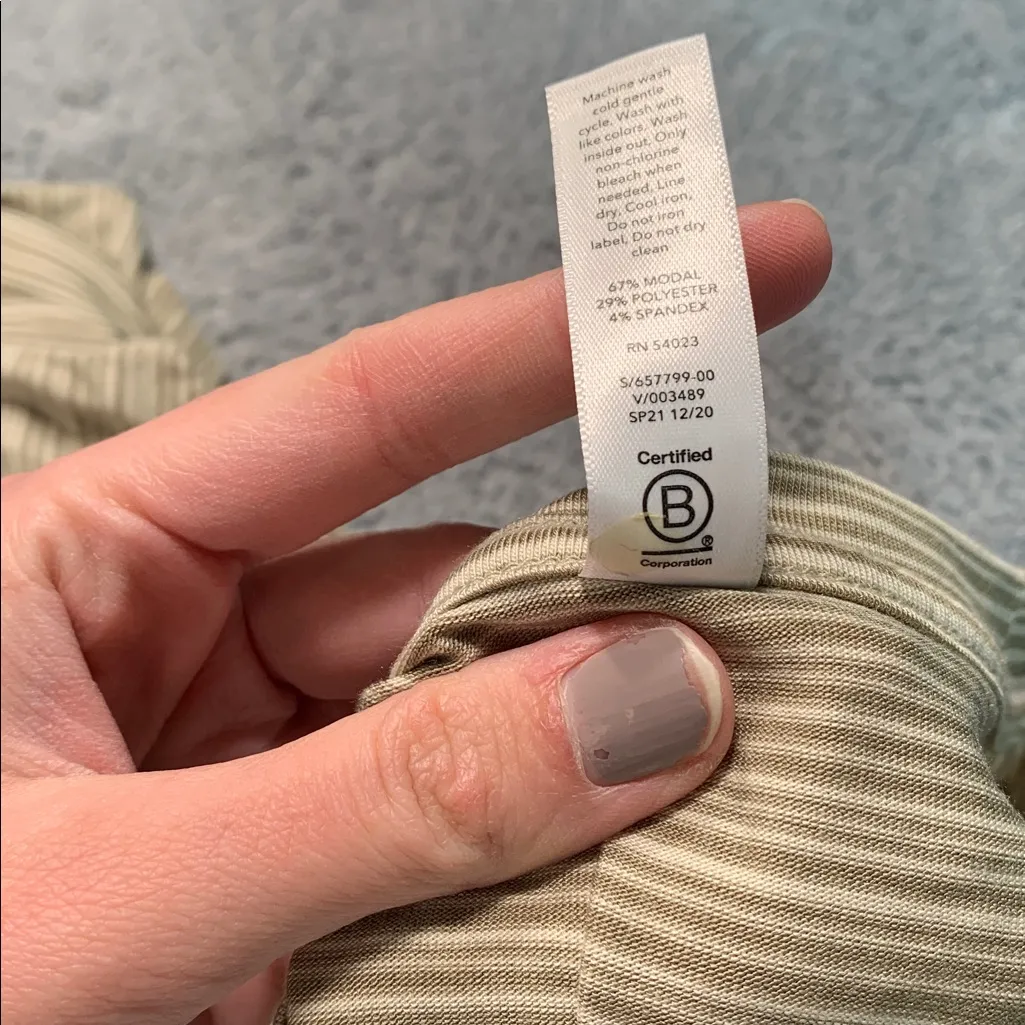 Machine wash
cold gentle
cycle. Wash with
like colors. Wash
inside out. Only
non-chlorine
bleach when
needed. Line
dry. Cool iron.
Do not iron
label. Do not dry
clean
67% MODAL
29% POLYESTER
4% SPANDEX
RN 54023
S/657799-00
V/003489
SP21 12/20
Certified
B
®
Corporation